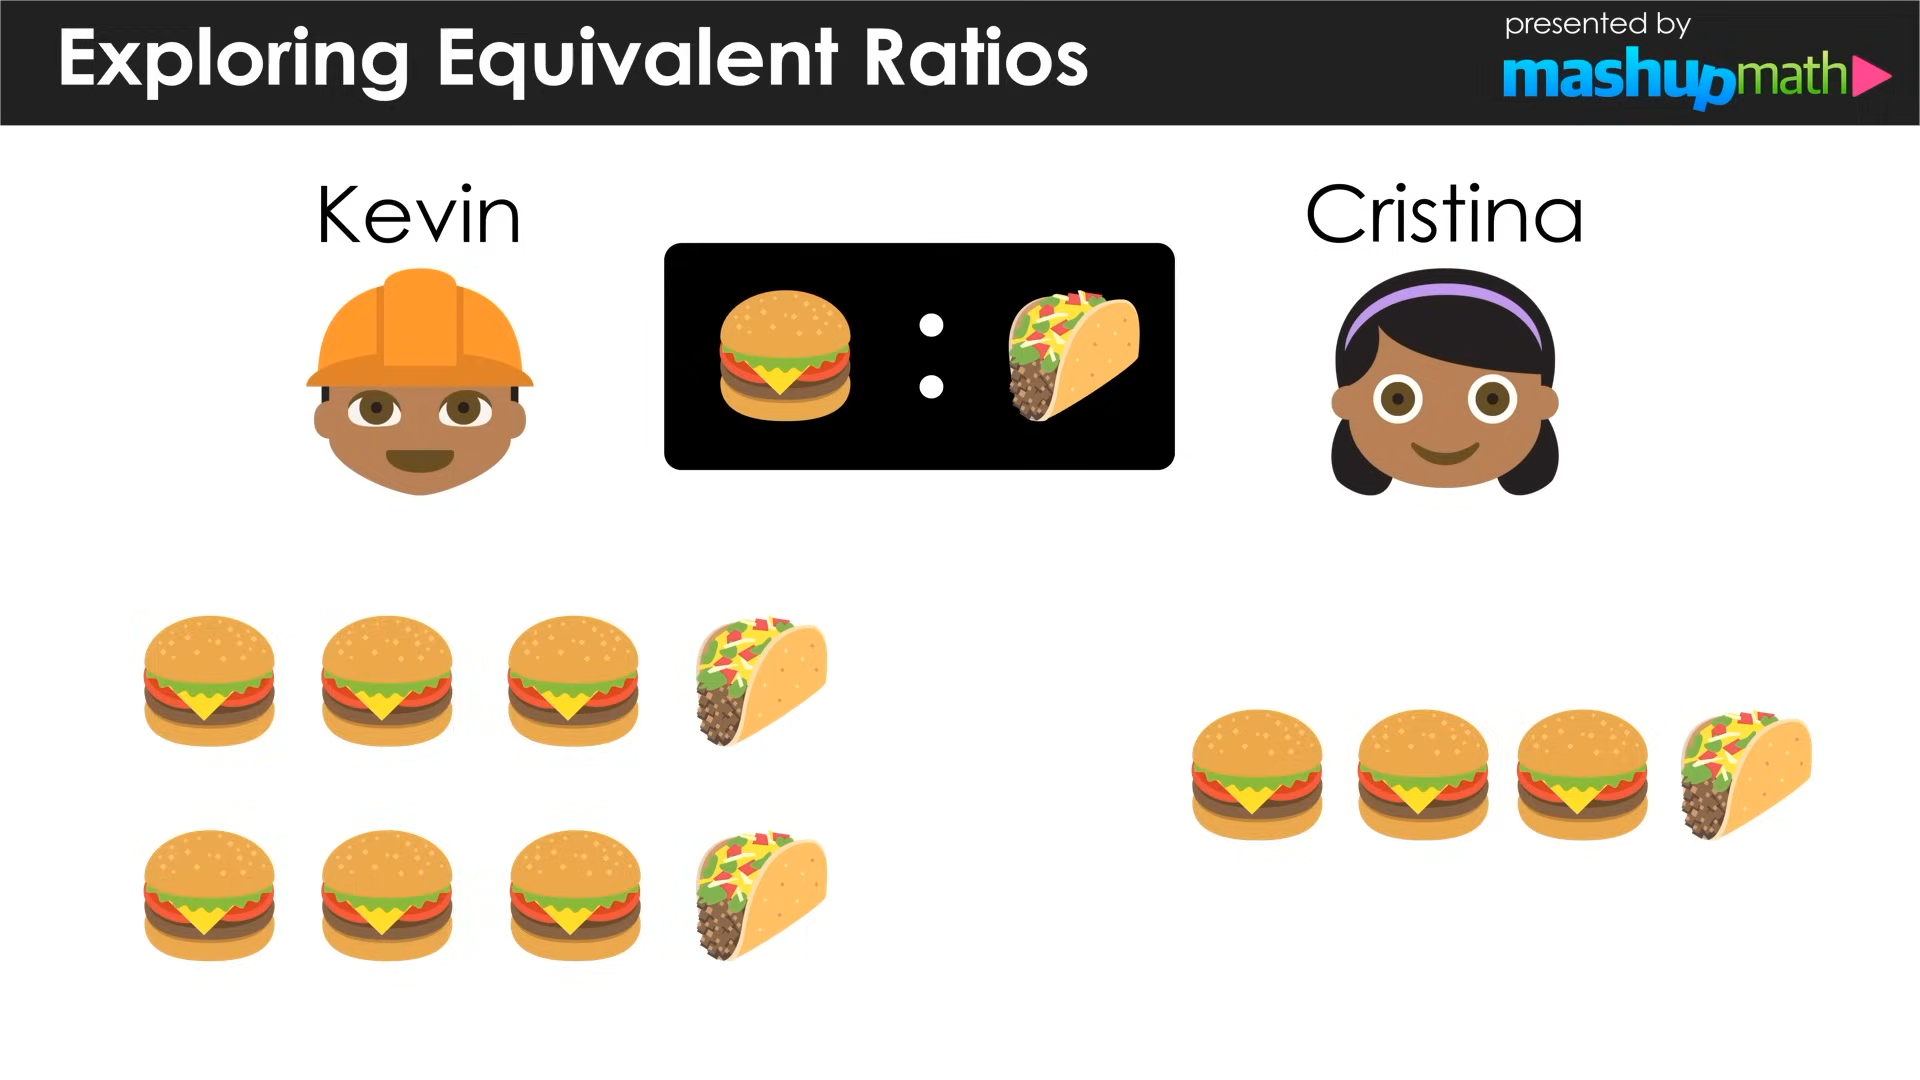 Exploring Equivalent Ratios
presented by
mashupmath
Kevin
Cristina
: